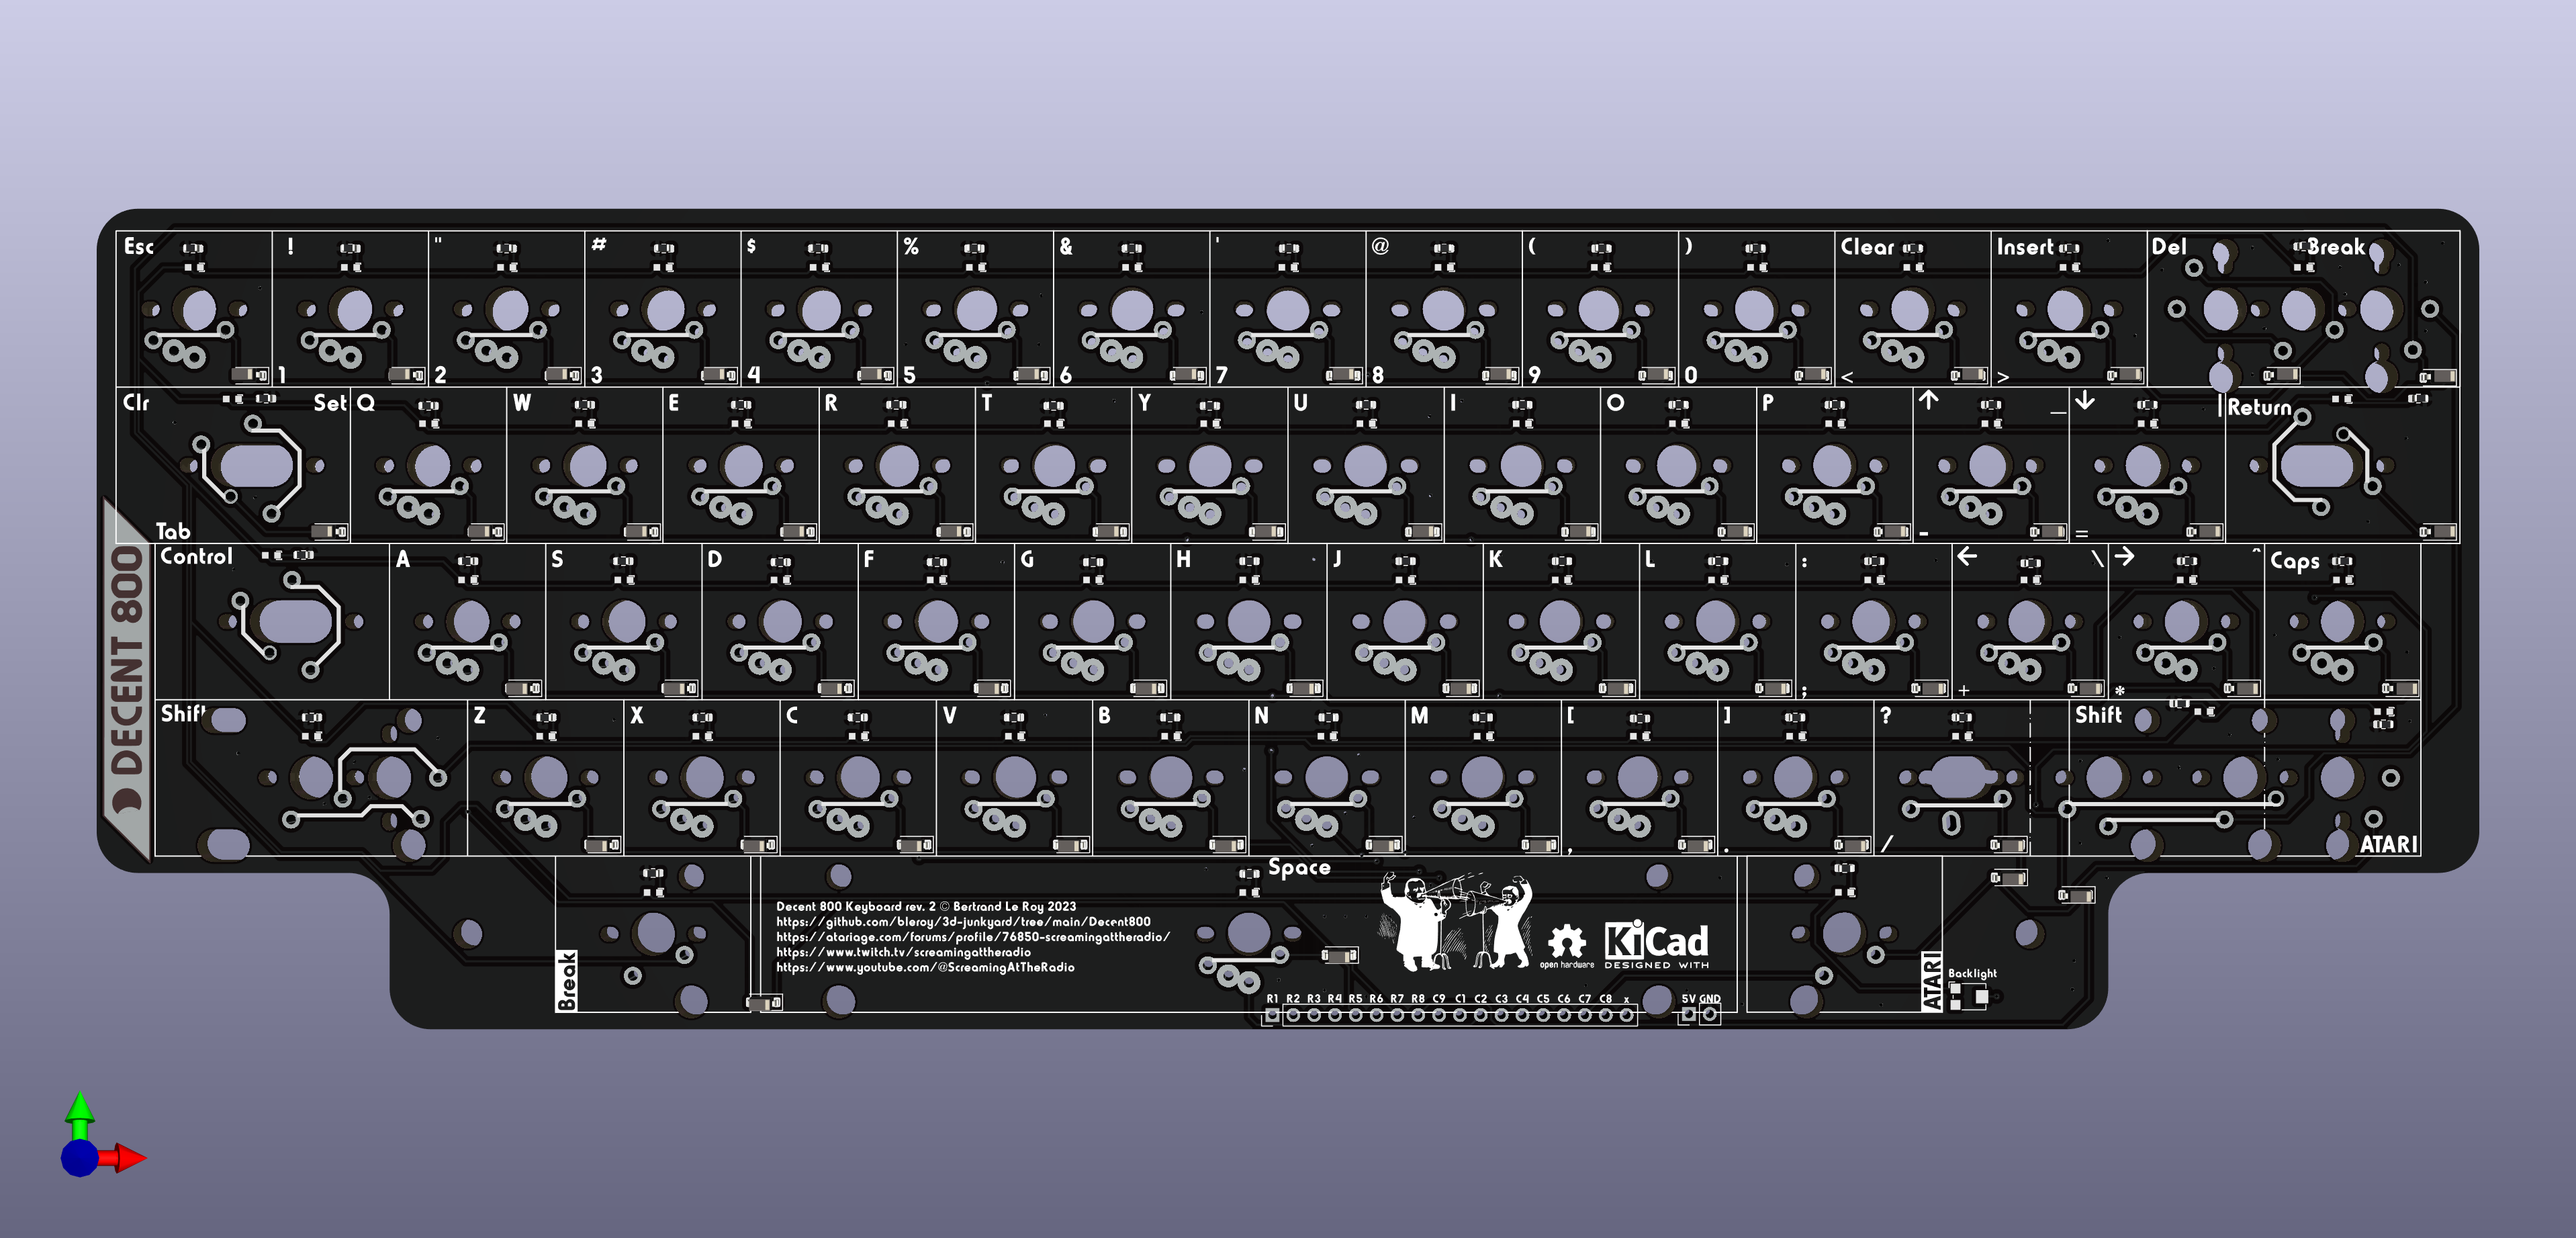 Esc ! " # $ % & ' @ ( ) Clear Insert Del Break
1 2 3 4 5 6 7 8 9 0 < >
Clr Set Q W E R T Y U I O P ↑ _ ↓ | Return
Tab - =
Control A S D F G H J K L : ← \ → ^ Caps
; + *
DECENT 800
Shift Z X C V B N M [ ] ? Shift
, . / ATARI
Space
Decent 800 Keyboard rev. 2 © Bertrand Le Roy 2023
https://github.com/bleroy/3d-junkyard/tree/main/Decent800
https://atariage.com/forums/profile/76850-screamingattheradio/
https://www.twitch.tv/screamingattheradio
https://www.youtube.com/@ScreamingAtTheRadio
Break
open hardware
KiCad
DESIGNED WITH
ATARI
Backlight
R1 R2 R3 R4 R5 R6 R7 R8 C9 C1 C2 C3 C4 C5 C6 C7 C8 x 5V GND